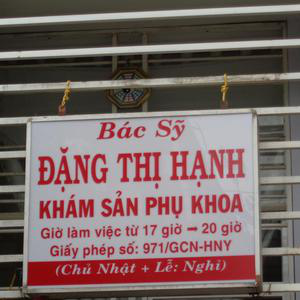 Bác Sỹ
ĐẶNG THỊ HẠNH
KHÁM SẢN PHỤ KHOA
Giờ làm việc từ 17 giờ ➞ 20 giờ
Giấy phép số: 971/GCN-HNY
(Chủ Nhật + Lễ: Nghỉ)